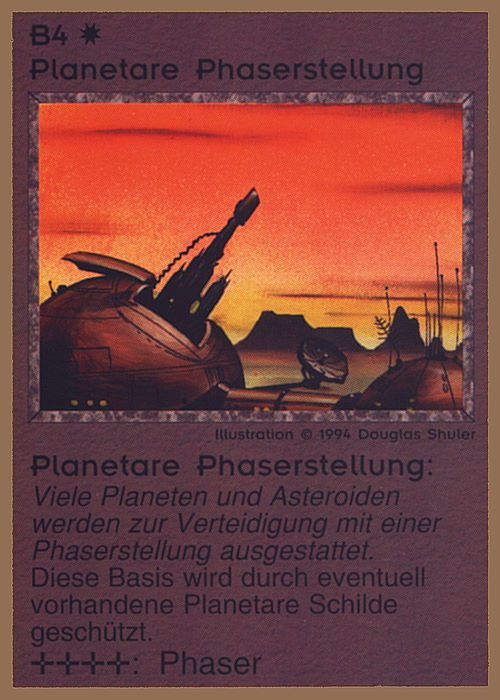 B4 ✷
Planetare Phaserstellung
Illustration © 1994 Douglas Shuler
Planetare Phaserstellung:
Viele Planeten und Asteroiden
werden zur Verteidigung mit einer
Phaserstellung ausgestattet.
Diese Basis wird durch eventuell
vorhandene Planetare Schilde
geschützt.
✛✛✛✛: Phaser